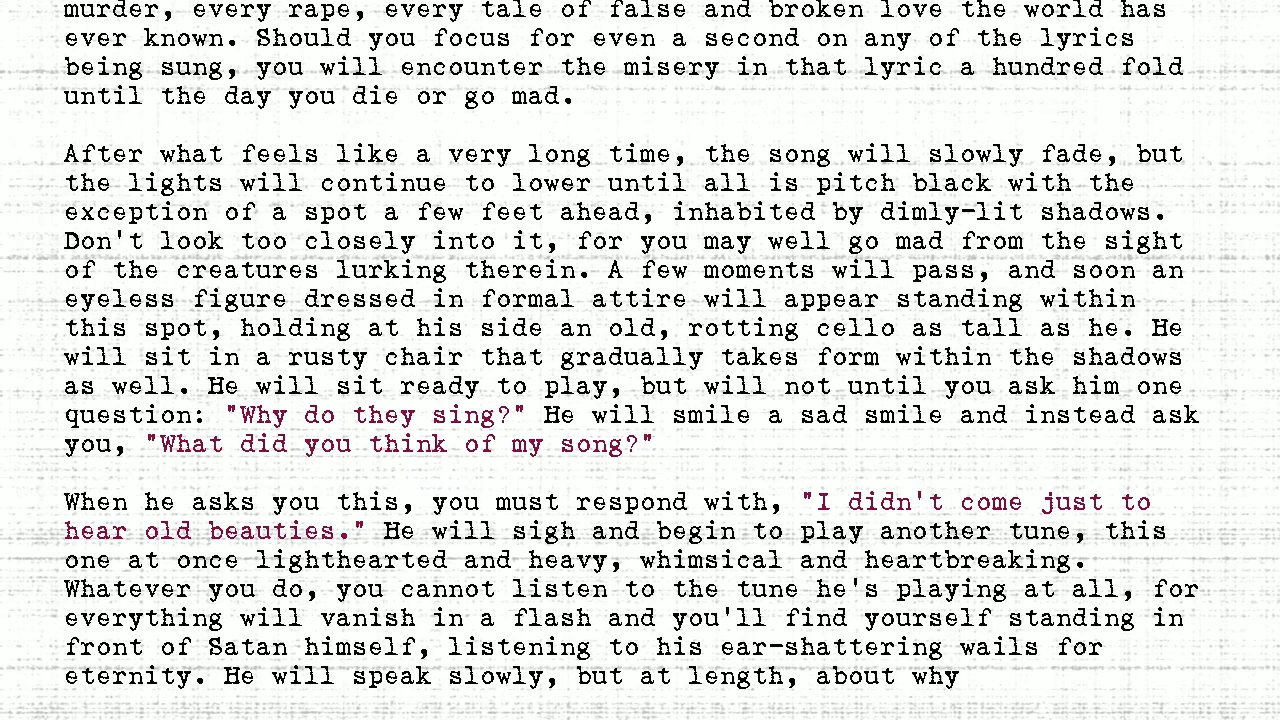 murder, every rape, every tale of false and broken love the world has
ever known. Should you focus for even a second on any of the lyrics
being sung, you will encounter the misery in that lyric a hundred fold
until the day you die or go mad.
After what feels like a very long time, the song will slowly fade, but
the lights will continue to lower until all is pitch black with the
exception of a spot a few feet ahead, inhabited by dimly-lit shadows.
Don't look too closely into it, for you may well go mad from the sight
of the creatures lurking therein. A few moments will pass, and soon an
eyeless figure dressed in formal attire will appear standing within
this spot, holding at his side an old, rotting cello as tall as he. He
will sit in a rusty chair that gradually takes form within the shadows
as well. He will sit ready to play, but will not until you ask him one
question: "Why do they sing?" He will smile a sad smile and instead ask
you, "What did you think of my song?"
When he asks you this, you must respond with, "I didn't come just to
hear old beauties." He will sigh and begin to play another tune, this
one at once lighthearted and heavy, whimsical and heartbreaking.
Whatever you do, you cannot listen to the tune he's playing at all, for
everything will vanish in a flash and you'll find yourself standing in
front of Satan himself, listening to his ear-shattering wails for
eternity. He will speak slowly, but at length, about why